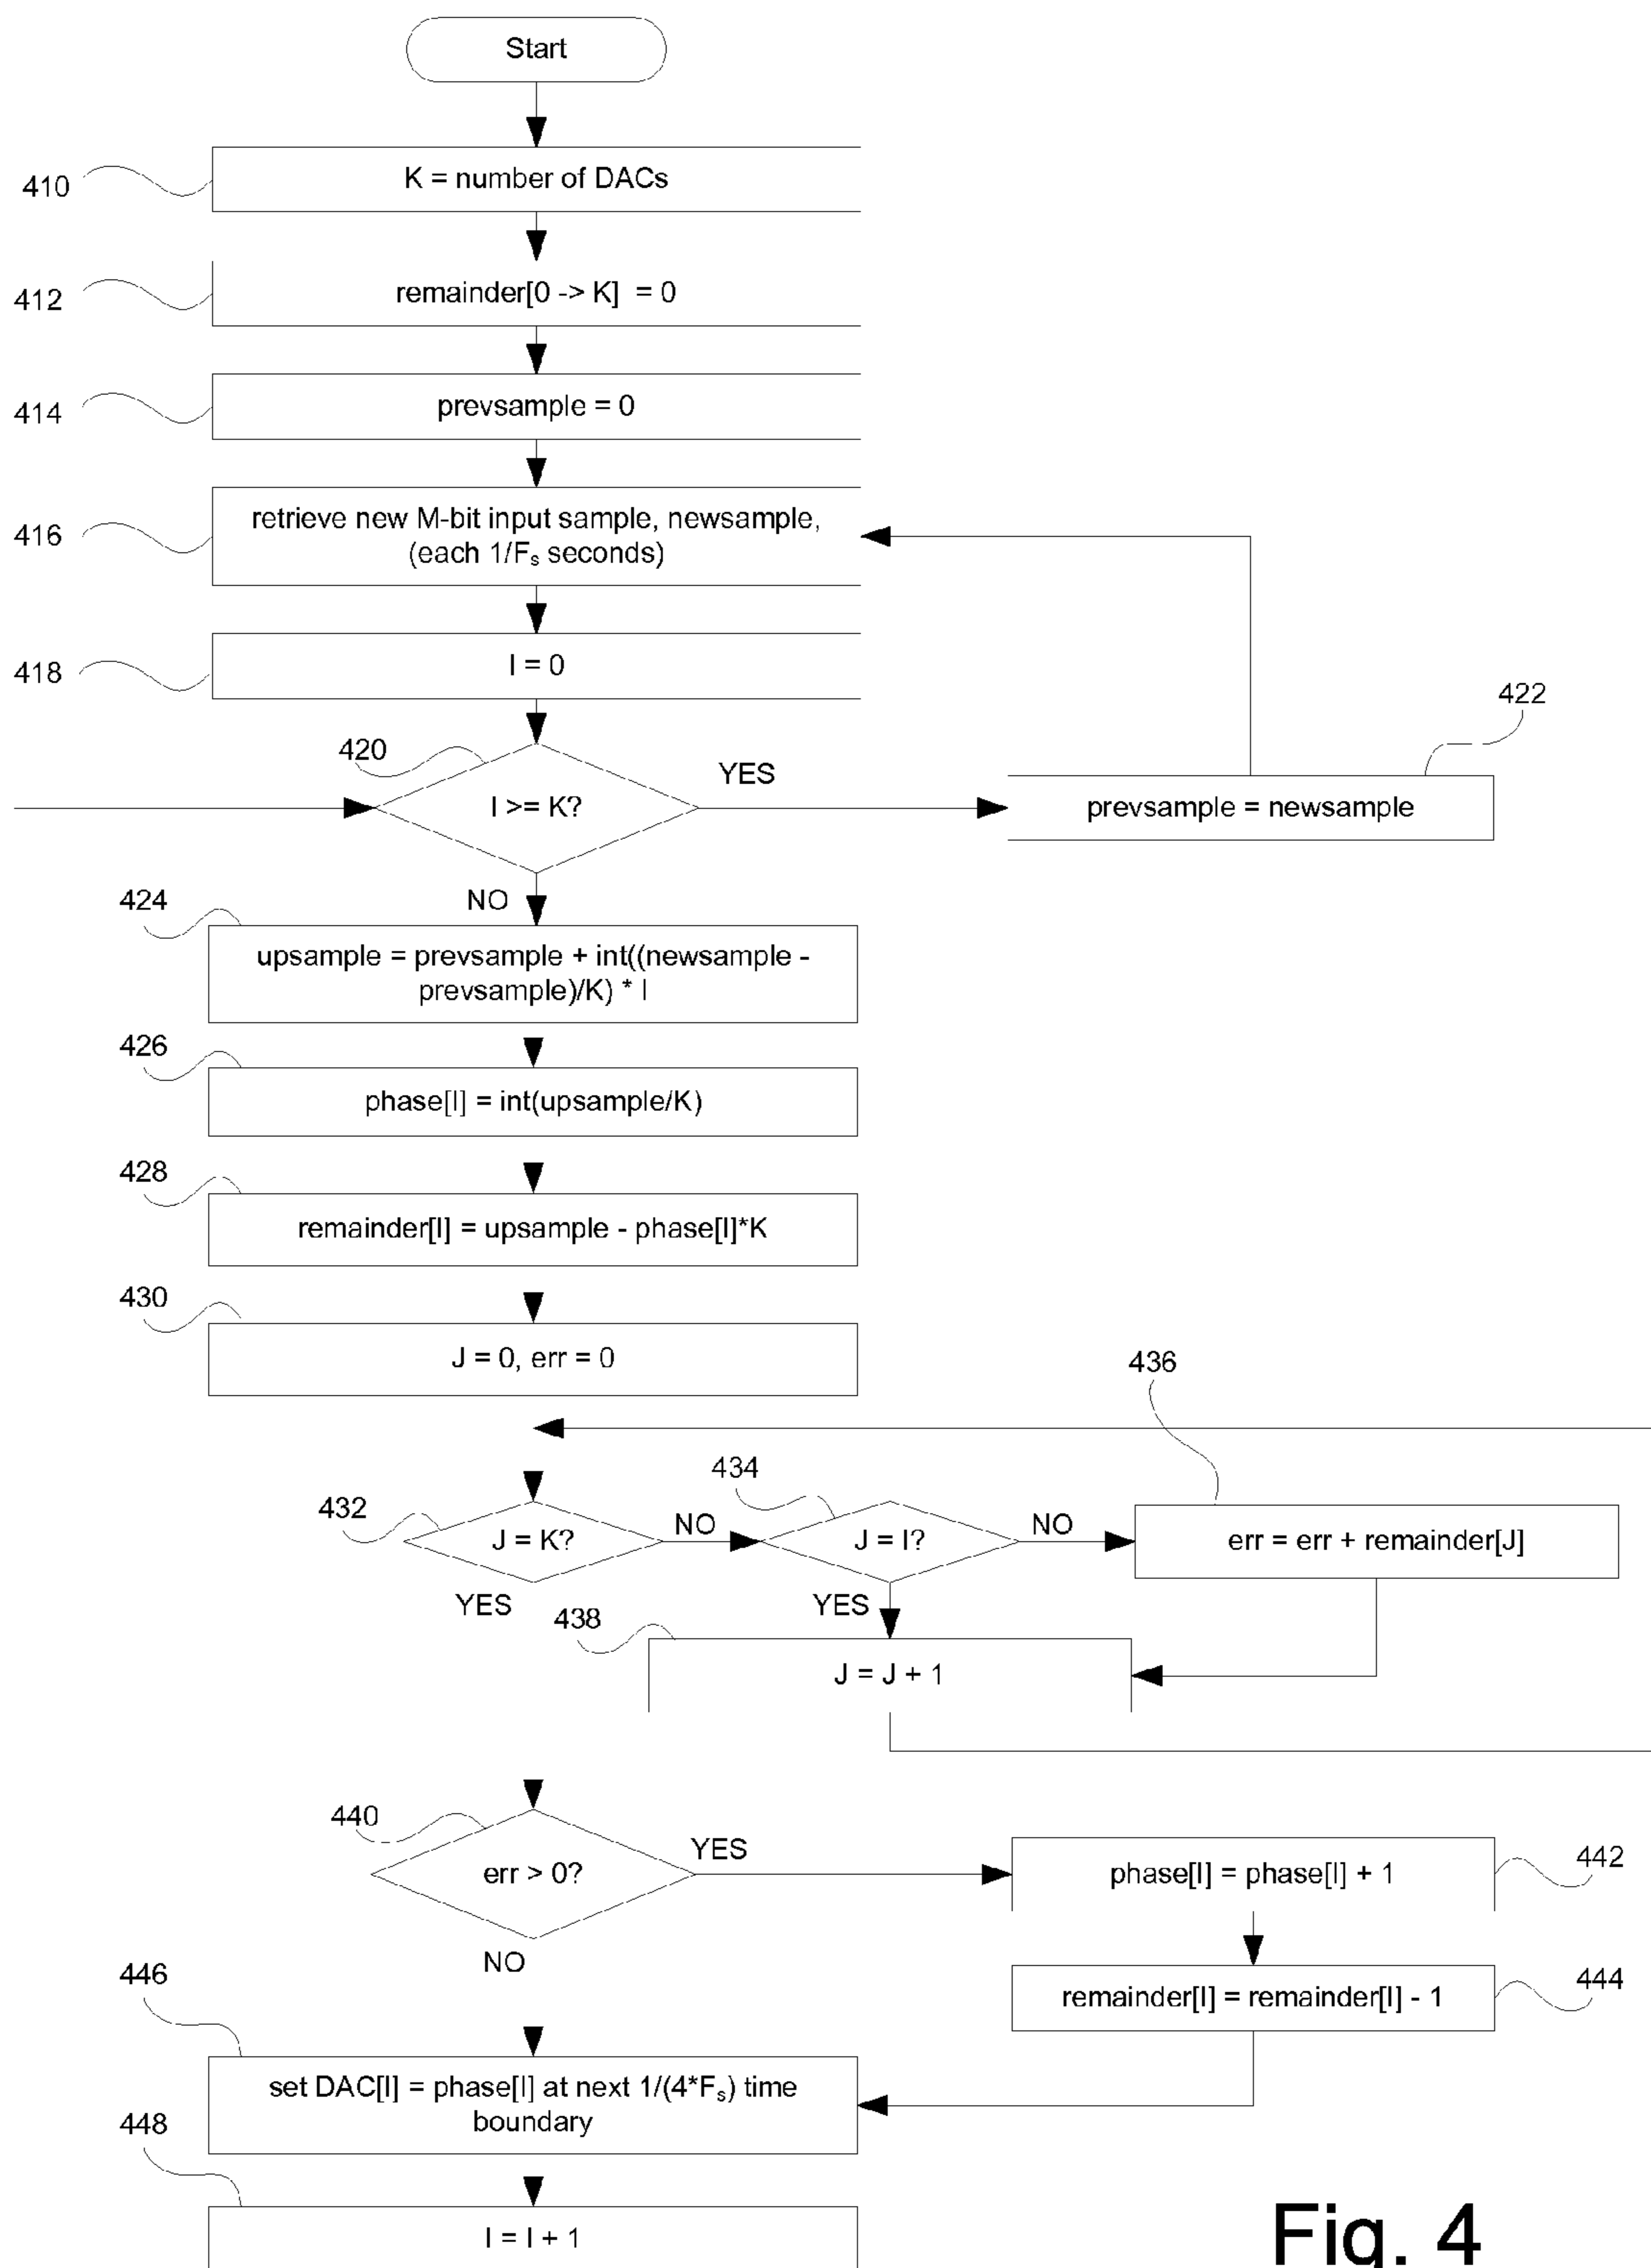 Start
410
K = number of DACs
412
remainder[0 -> K] = 0
414
prevsample = 0
416
retrieve new M-bit input sample, newsample,
(each 1/Fs seconds)
418
I = 0
420
I >= K?
YES
422
prevsample = newsample
NO
424
upsample = prevsample + int((newsample -
prevsample)/K) * I
426
phase[I] = int(upsample/K)
428
remainder[I] = upsample - phase[I]*K
430
J = 0, err = 0
432
J = K?
NO
434
J = I?
NO
436
err = err + remainder[J]
YES
YES
438
J = J + 1
440
err > 0?
YES
442
phase[I] = phase[I] + 1
NO
444
remainder[I] = remainder[I] - 1
446
set DAC[I] = phase[I] at next 1/(4*Fs) time
boundary
448
I = I + 1
Fig. 4